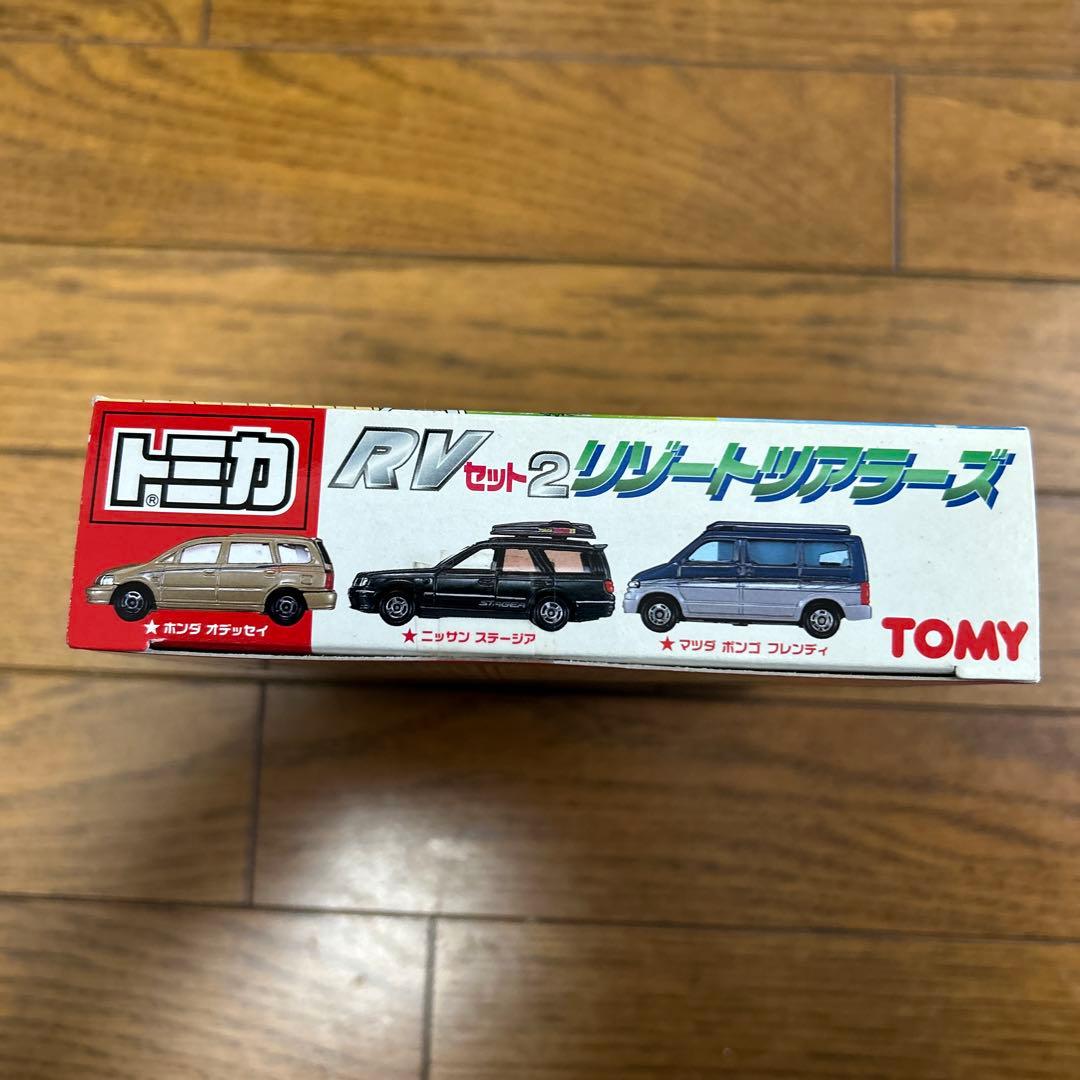 トミカ®
RVセット2リゾートツアラーズ
STAGEA
★ホンダ オデッセイ
★ニッサン ステージア
★マツダ ボンゴ フレンディ
TOMY